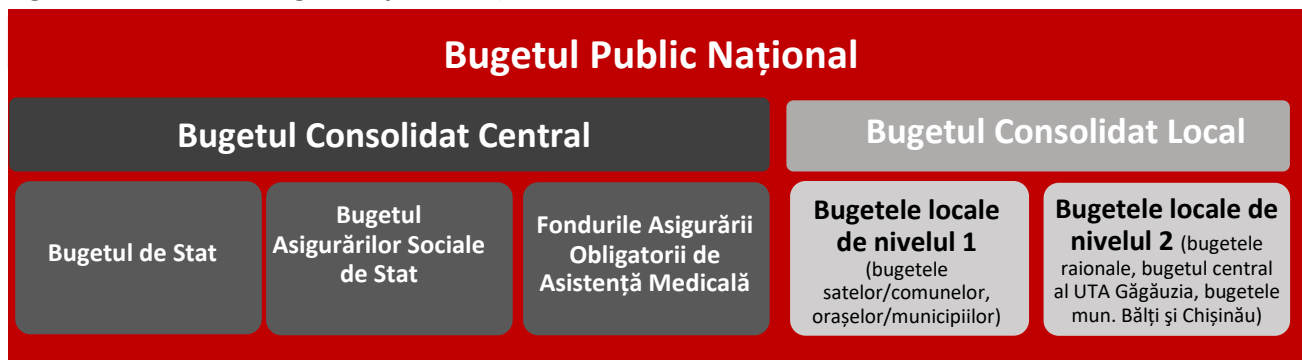 Bugetul Public Național
Bugetul Consolidat Central
Bugetul Consolidat Local
Bugetul de Stat
Bugetul
Asigurărilor Sociale
de Stat
Fondurile Asigurării
Obligatorii de
Asistență Medicală
Bugetele locale
de nivelul 1
(bugetele
satelor/comunelor,
orașelor/municipiilor)
Bugetele locale de
nivelul 2 (bugetele
raionale, bugetul central
al UTA Găgăuzia, bugetele
mun. Bălți şi Chișinău)